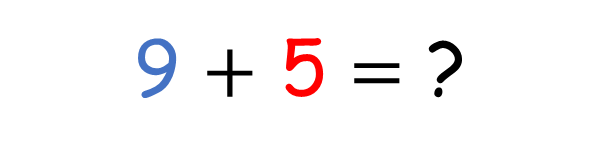 9 + 5 = ?